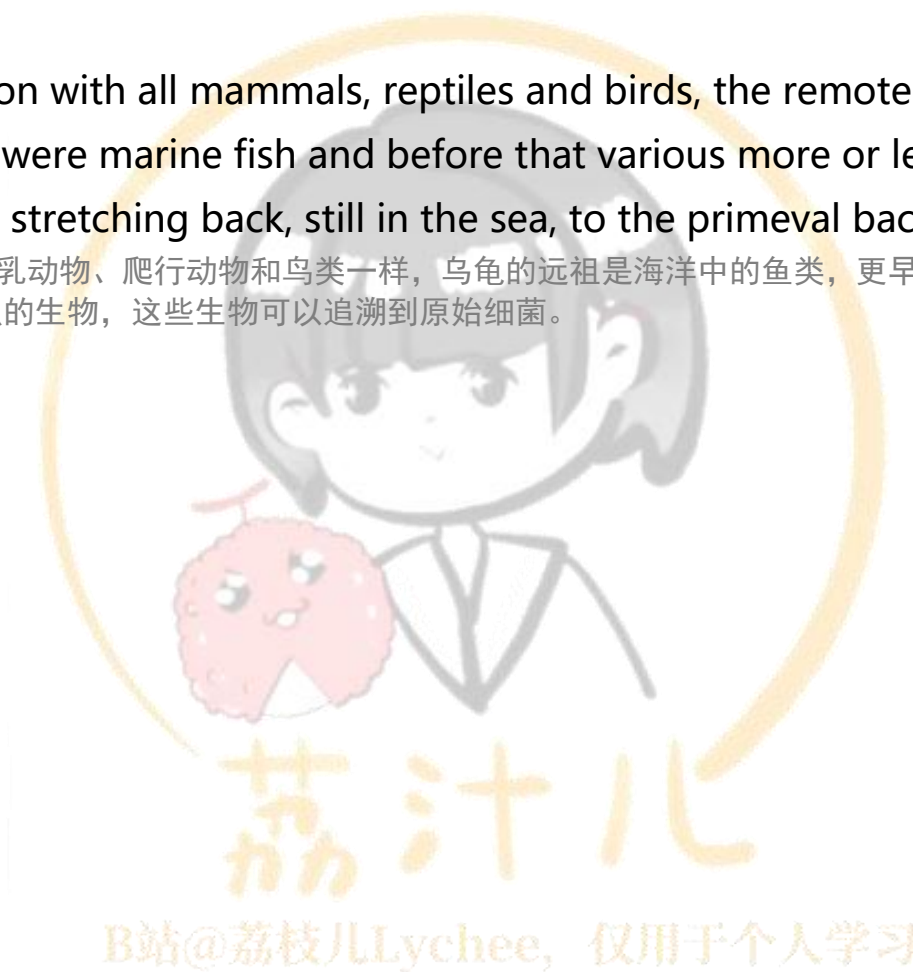 on with all mammals, reptiles and birds, the remote
were marine fish and before that various more or le
stretching back, still in the sea, to the primeval bac
乳动物、爬行动物和鸟类一样，乌龟的远祖是海洋中的鱼类，更早
的生物，这些生物可以追溯到原始细菌。
荔汁儿
B站@荔枝儿Lychee，仅用于个人学习